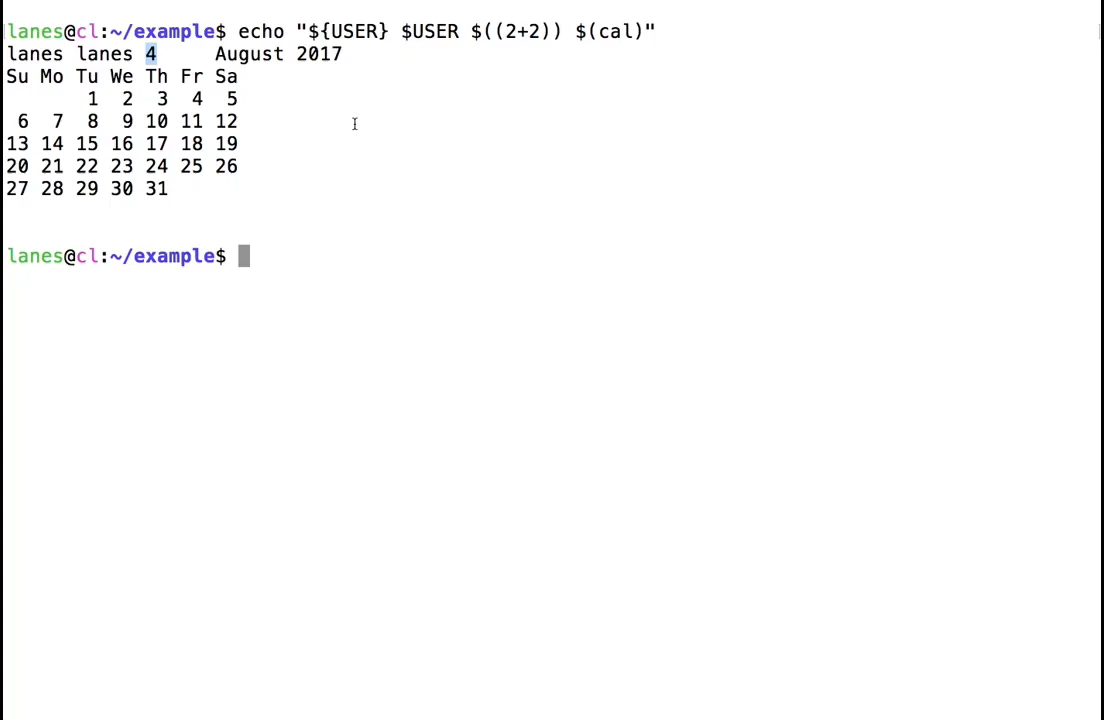 lanes@cl:~/example$ echo "${USER} $USER $((2+2)) $(cal)"
lanes lanes 4     August 2017
Su Mo Tu We Th Fr Sa
       1  2  3  4  5
 6  7  8  9 10 11 12
13 14 15 16 17 18 19
20 21 22 23 24 25 26
27 28 29 30 31
lanes@cl:~/example$